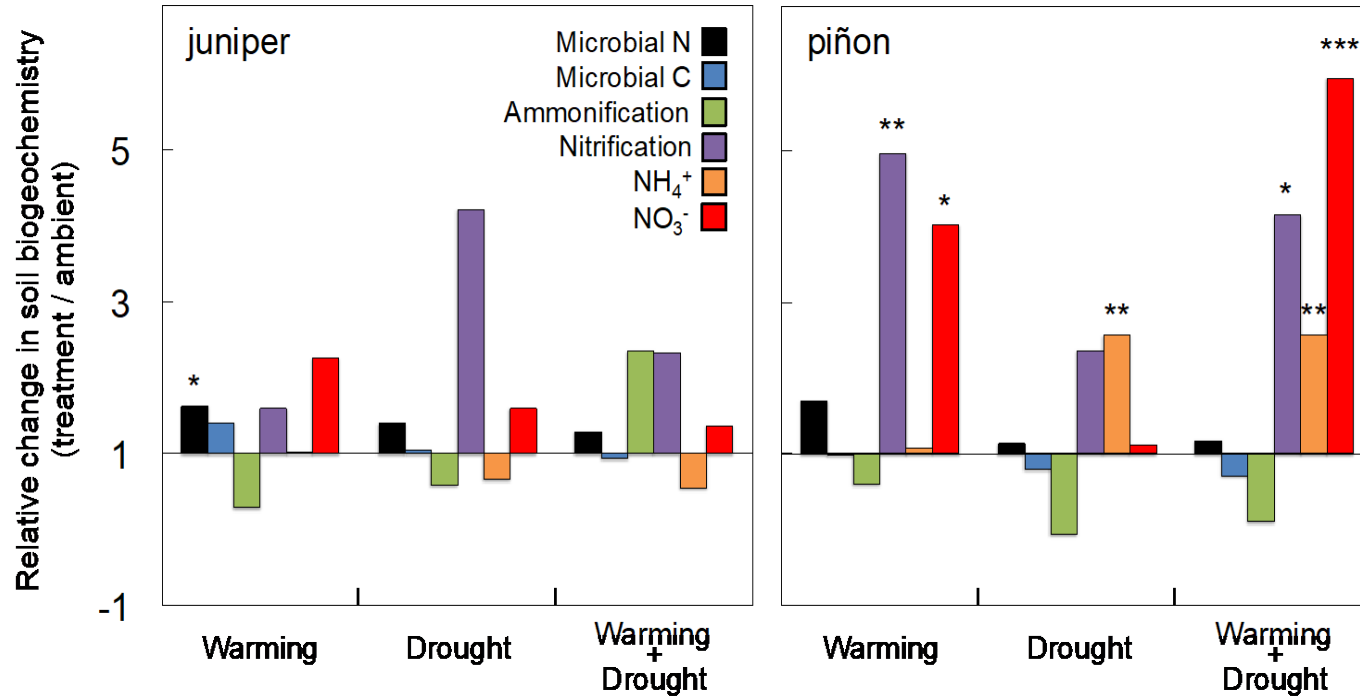 Relative change in soil biogeochemistry
(treatment / ambient)
5
3
1
-1
juniper
Microbial N
Microbial C
Ammonification
Nitrification
NH₄⁺
NO₃⁻
*
Warming
Drought
Warming
+
Drought
piñon
**
*
**
*
**
***
Warming
Drought
Warming
+
Drought